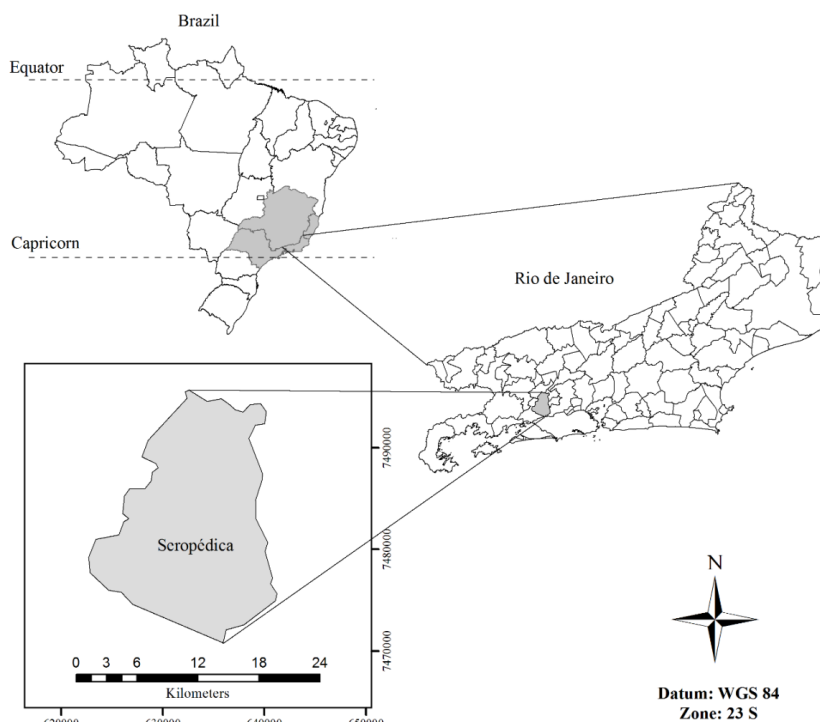 Brazil
Equator
Capricorn
Rio de Janeiro
Seropédica
7490000
7480000
7470000
0 3 6 12 18 24
Kilometers
N
Datum: WGS 84
Zone: 23 S